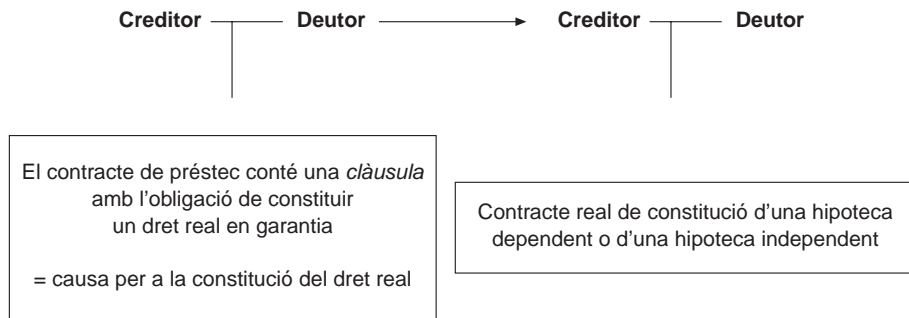 Creditor Deutor Creditor Deutor
El contracte de préstec conté una clàusula
amb l'obligació de constituir
un dret real en garantia
= causa per a la constitució del dret real
Contracte real de constitució d'una hipoteca
dependent o d'una hipoteca independent